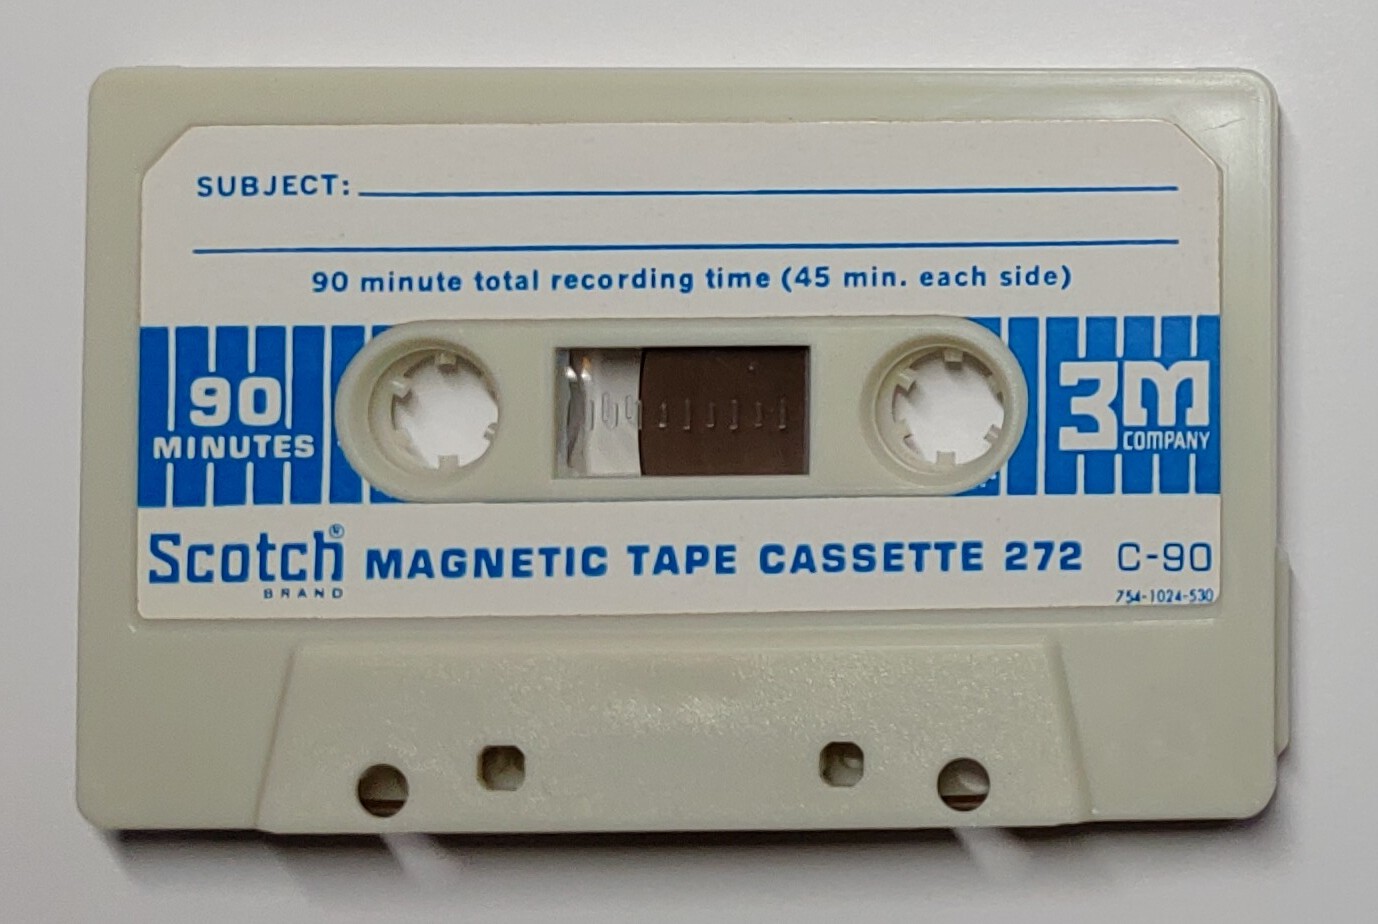 SUBJECT:
90 minute total recording time (45 min. each side)
90
MINUTES
3M
COMPANY
Scotch®
BRAND
MAGNETIC TAPE CASSETTE 272
C-90
754-1024-530